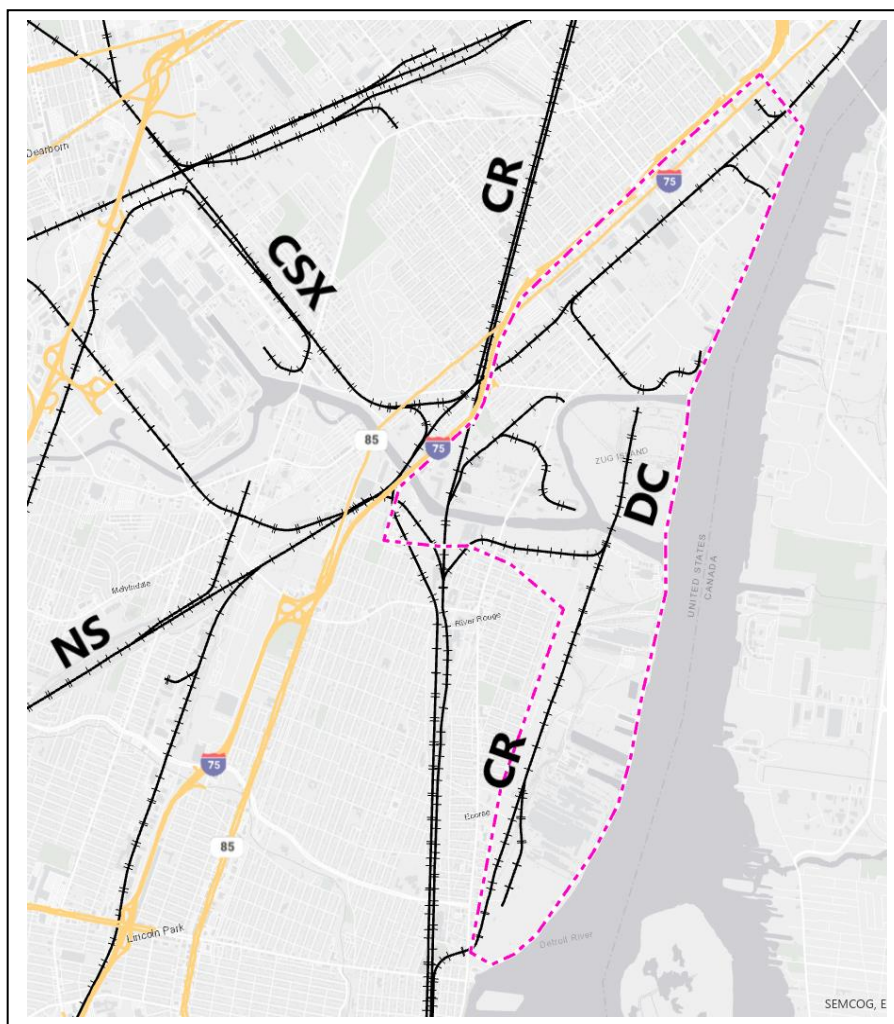 Dearborn
CR
75
CSX
85
75
ZUG ISLAND
DC
UNITED STATES
CANADA
Melvindale
River Rouge
NS
CR
75
Ecorse
85
Lincoln Park
Detroit River
SEMCOG, E